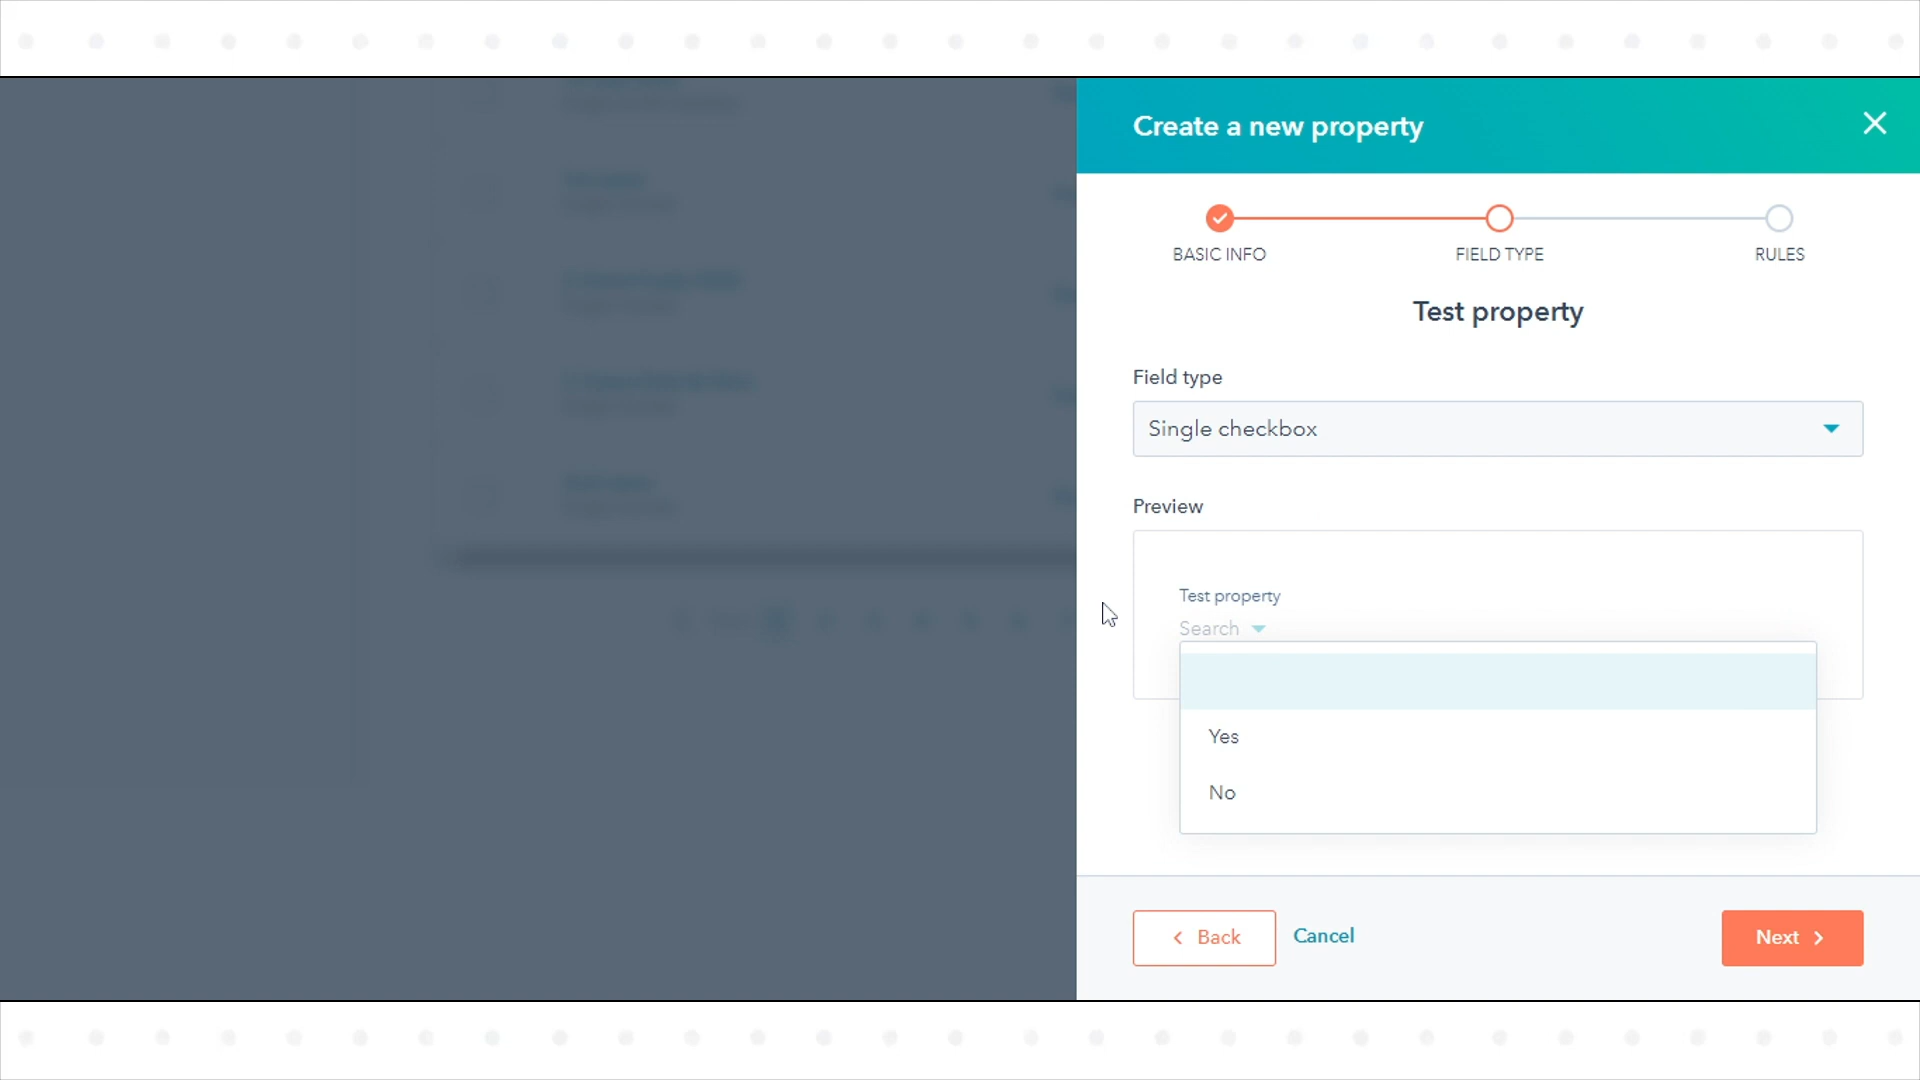 Create a new property
BASIC INFO
FIELD TYPE
RULES
Test property
Field type
Single checkbox
Preview
Test property
Search
Yes
No
Back
Cancel
Next